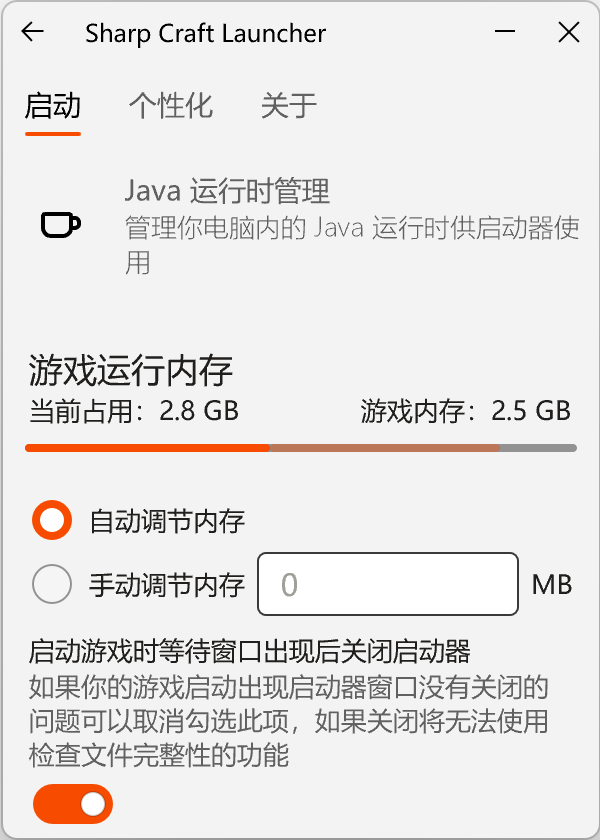 Sharp Craft Launcher
启动 个性化 关于
Java 运行时管理
管理你电脑内的 Java 运行时供启动器使
用
游戏运行内存
当前占用：2.8 GB 游戏内存：2.5 GB
自动调节内存
手动调节内存 0 MB
启动游戏时等待窗口出现后关闭启动器
如果你的游戏启动出现启动器窗口没有关闭的
问题可以取消勾选此项，如果关闭将无法使用
检查文件完整性的功能